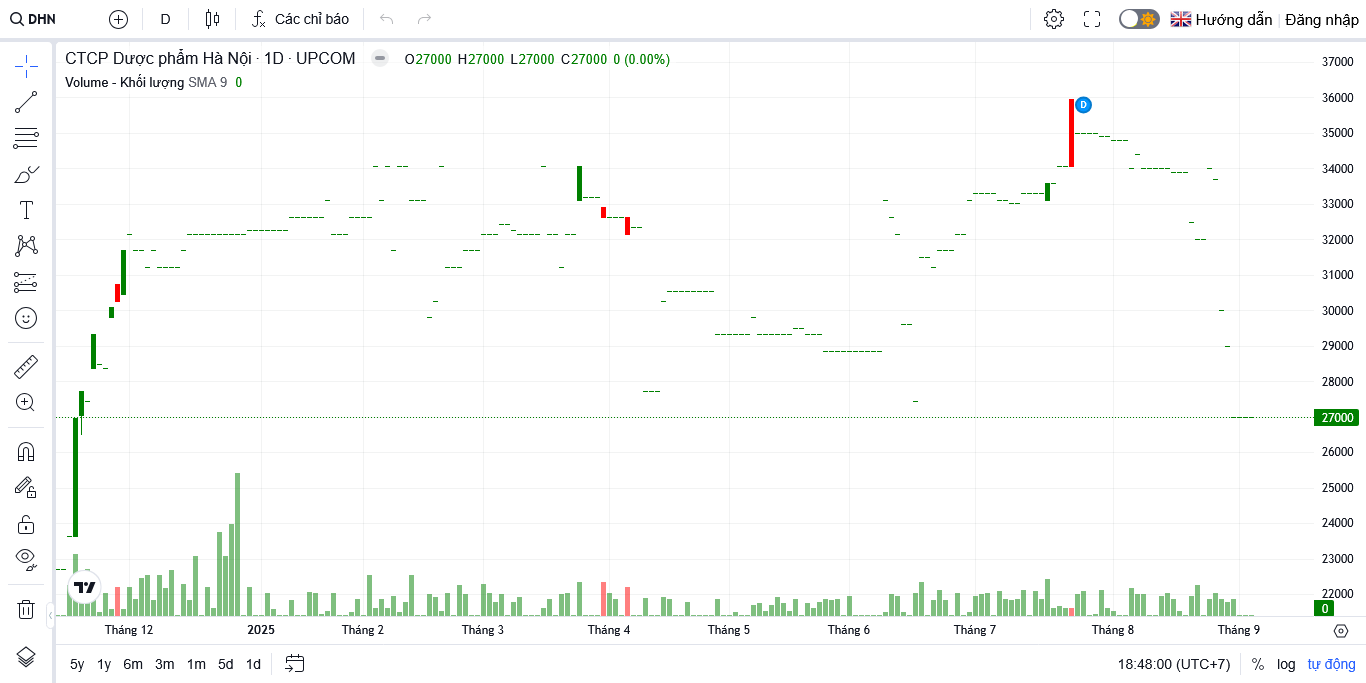 DHN D Các chỉ báo Hướng dẫn Đăng nhập
CTCP Dược phẩm Hà Nội · 1D · UPCOM O27000 H27000 L27000 C27000 0 (0.00%)
Volume - Khối lượng SMA 9 0
37000
36000
D
35000
34000
33000
32000
31000
30000
29000
28000
27000
26000
25000
24000
23000
22000
0
Tháng 12 2025 Tháng 2 Tháng 3 Tháng 4 Tháng 5 Tháng 6 Tháng 7 Tháng 8 Tháng 9
5y 1y 6m 3m 1m 5d 1d 18:48:00 (UTC+7) % log tự động